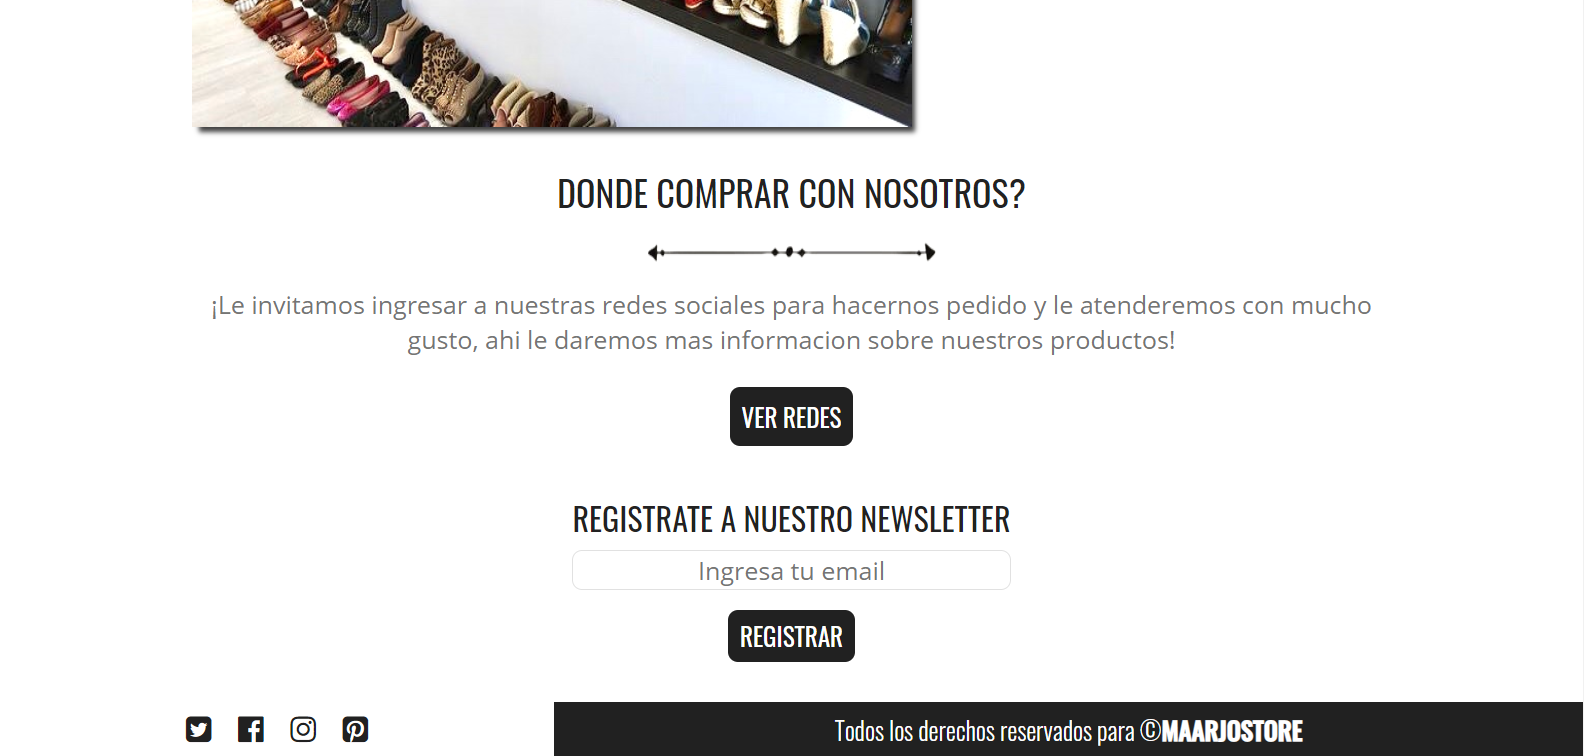 DONDE COMPRAR CON NOSOTROS?
¡Le invitamos ingresar a nuestras redes sociales para hacernos pedido y le atenderemos con mucho
gusto, ahi le daremos mas informacion sobre nuestros productos!
VER REDES
REGISTRATE A NUESTRO NEWSLETTER
Ingresa tu email
REGISTRAR
Todos los derechos reservados para ©MAARJOSTORE